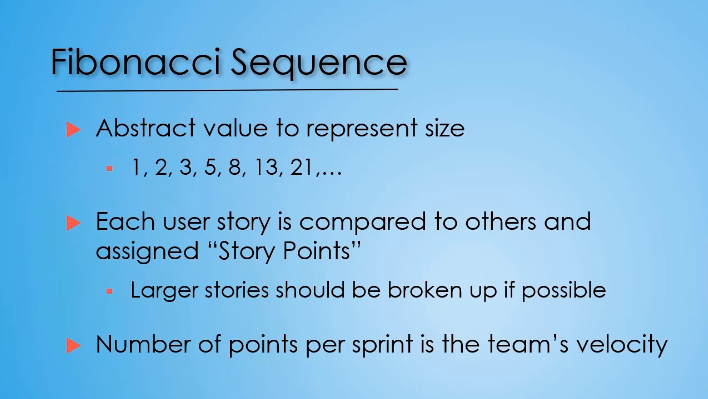 Fibonacci Sequence
Abstract value to represent size
1, 2, 3, 5, 8, 13, 21,...
Each user story is compared to others and
assigned “Story Points”
Larger stories should be broken up if possible
Number of points per sprint is the team’s velocity